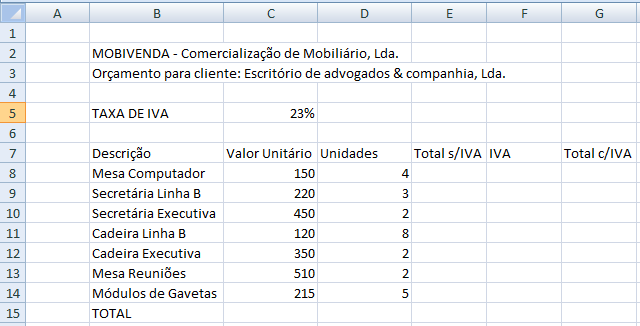 A B C D E F G
1
2 MOBIVENDA - Comercialização de Mobiliário, Lda.
3 Orçamento para cliente: Escritório de advogados & companhia, Lda.
4
5 TAXA DE IVA 23%
6
7 Descrição Valor Unitário Unidades Total s/IVA IVA Total c/IVA
8 Mesa Computador 150 4
9 Secretária Linha B 220 3
10 Secretária Executiva 450 2
11 Cadeira Linha B 120 8
12 Cadeira Executiva 350 2
13 Mesa Reuniões 510 2
14 Módulos de Gavetas 215 5
15 TOTAL